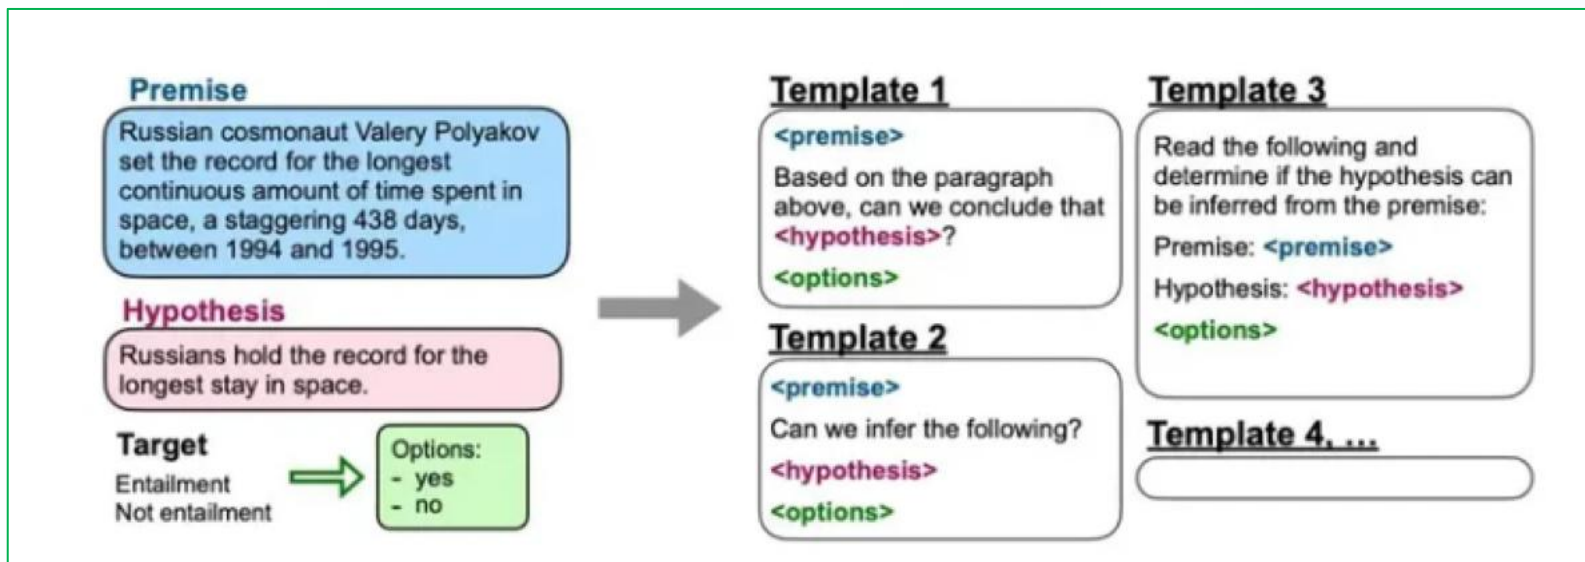 Premise
Russian cosmonaut Valery Polyakov
set the record for the longest
continuous amount of time spent in
space, a staggering 438 days,
between 1994 and 1995.
Hypothesis
Russians hold the record for the
longest stay in space.
Target
Entailment
Not entailment
Options:
- yes
- no
Template 1
<premise>
Based on the paragraph
above, can we conclude that
<hypothesis>?
<options>
Template 2
<premise>
Can we infer the following?
<hypothesis>
<options>
Template 3
Read the following and
determine if the hypothesis can
be inferred from the premise:
Premise: <premise>
Hypothesis: <hypothesis>
<options>
Template 4, ...